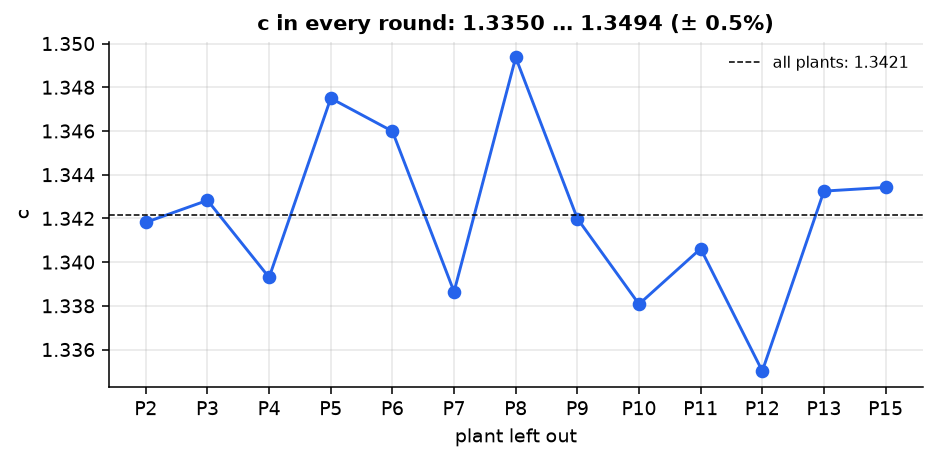 c in every round: 1.3350 … 1.3494 (± 0.5%)
all plants: 1.3421
1.350
1.348
1.346
1.344
1.342
1.340
1.338
1.336
c
P2 P3 P4 P5 P6 P7 P8 P9 P10 P11 P12 P13 P15
plant left out